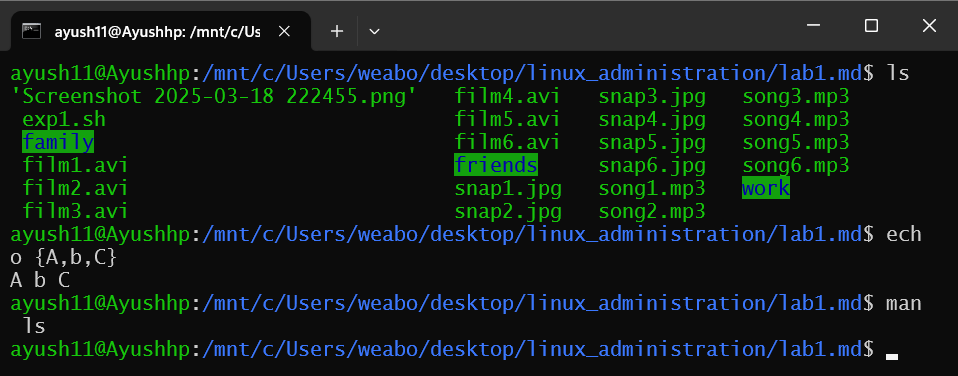 ayush11@Ayushhp: /mnt/c/Us
ayush11@Ayushhp:/mnt/c/Users/weabo/desktop/linux_administration/lab1.md$ ls
'Screenshot 2025-03-18 222455.png' film4.avi snap3.jpg song3.mp3
exp1.sh film5.avi snap4.jpg song4.mp3
family film6.avi snap5.jpg song5.mp3
film1.avi friends snap6.jpg song6.mp3
film2.avi snap1.jpg song1.mp3 work
film3.avi snap2.jpg song2.mp3
ayush11@Ayushhp:/mnt/c/Users/weabo/desktop/linux_administration/lab1.md$ ech
o {A,b,C}
A b C
ayush11@Ayushhp:/mnt/c/Users/weabo/desktop/linux_administration/lab1.md$ man
ls
ayush11@Ayushhp:/mnt/c/Users/weabo/desktop/linux_administration/lab1.md$